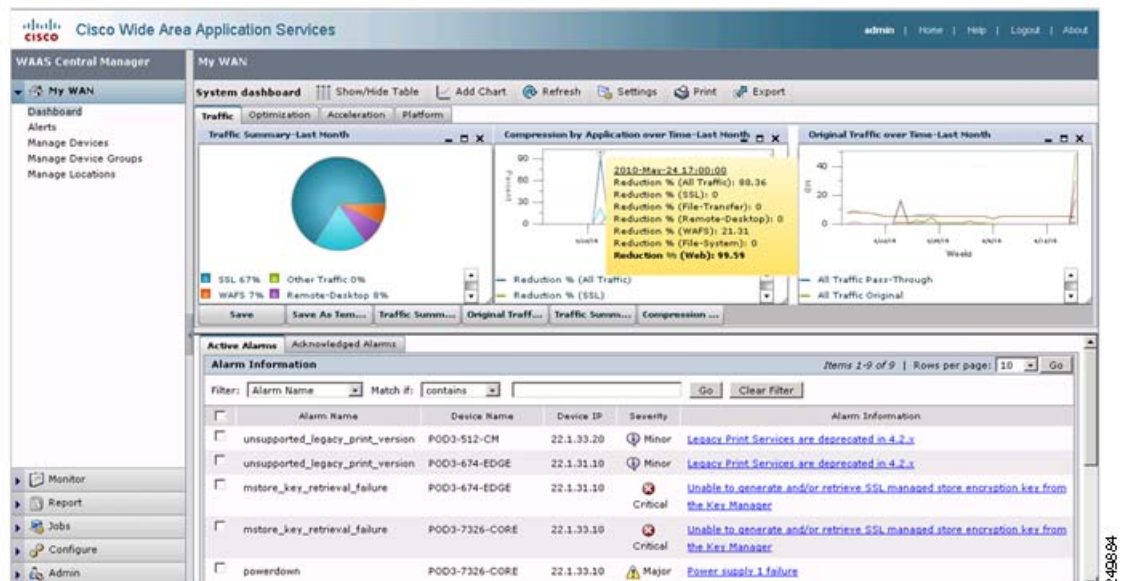 CISCO
Cisco Wide Area Application Services
admin | Home | Help | Logout | About
WAAS Central Manager
My WAN
My WAN
Dashboard
Alerts
Manage Devices
Manage Device Groups
Manage Locations
Monitor
Report
Jobs
Configure
Admin
System dashboard Show/Hide Table Add Chart Refresh Settings Print Export
Traffic Optimization Acceleration Platform
Traffic Summary-Last Month
SSL 67% Other Traffic 0%
WAFS 7% Remote-Desktop 8%
Compression by Application over Time-Last Month
90
60
30
0
2010-May-24 17:00:00
Reduction % (All Traffic): 88.36
Reduction % (SSL): 0
Reduction % (File-Transfer): 0
Reduction % (Remote-Desktop): 0
Reduction % (WAFS): 21.31
Reduction % (File-System): 0
Reduction % (Web): 99.59
Reduction % (All Traffic)
Reduction % (SSL)
Original Traffic over Time-Last Month
40
20
0
Weeks
All Traffic Pass-Through
All Traffic Original
Save Save As Tem... Traffic Summ... Original Traff... Traffic Summ... Compression ...
Active Alarms Acknowledged Alarms
Alarm Information Items 1-9 of 9 | Rows per page: 10 Go
Filter: Alarm Name Match if: contains Go Clear Filter
Alarm Name Device Name Device IP Severity Alarm Information
unsupported_legacy_print_version POD3-512-CM 22.1.33.20 Minor Legacy Print Services are deprecated in 4.2.x
unsupported_legacy_print_version POD3-674-EDGE 22.1.31.10 Minor Legacy Print Services are deprecated in 4.2.x
mstore_key_retrieval_failure POD3-674-EDGE 22.1.31.10 Critical Unable to generate and/or retrieve SSL managed store encryption key from
the Key Manager
mstore_key_retrieval_failure POD3-7326-CORE 22.1.33.10 Critical Unable to generate and/or retrieve SSL managed store encryption key from
the Key Manager
powerdown POD3-7326-CORE 22.1.33.10 Major Power supply 1 failure
249884